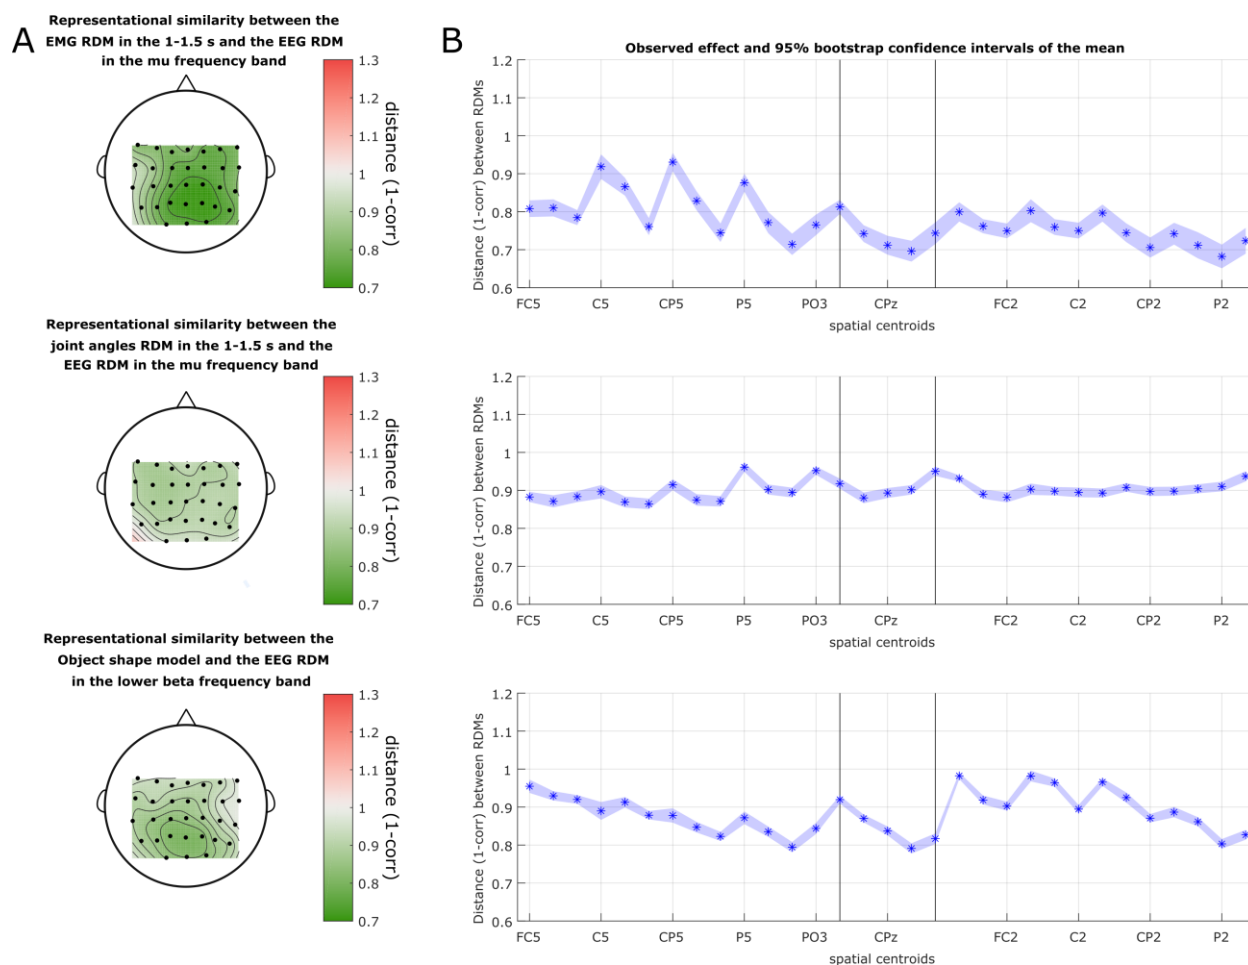 A
Representational similarity between the
EMG RDM in the 1-1.5 s and the EEG RDM
in the mu frequency band
1.3
1.2
1.1
1
0.9
0.8
0.7
distance (1-corr)
B
Observed effect and 95% bootstrap confidence intervals of the mean
1.2
1.1
1
0.9
0.8
0.7
0.6
Distance (1-corr) between RDMs
FC5 C5 CP5 P5 PO3 CPz FC2 C2 CP2 P2
spatial centroids
Representational similarity between the
joint angles RDM in the 1-1.5 s and the
EEG RDM in the mu frequency band
1.3
1.2
1.1
1
0.9
0.8
0.7
distance (1-corr)
1.2
1.1
1
0.9
0.8
0.7
0.6
Distance (1-corr) between RDMs
FC5 C5 CP5 P5 PO3 CPz FC2 C2 CP2 P2
spatial centroids
Representational similarity between the
Object shape model and the EEG RDM
in the lower beta frequency band
1.3
1.2
1.1
1
0.9
0.8
0.7
distance (1-corr)
1.2
1.1
1
0.9
0.8
0.7
0.6
Distance (1-corr) between RDMs
FC5 C5 CP5 P5 PO3 CPz FC2 C2 CP2 P2
spatial centroids